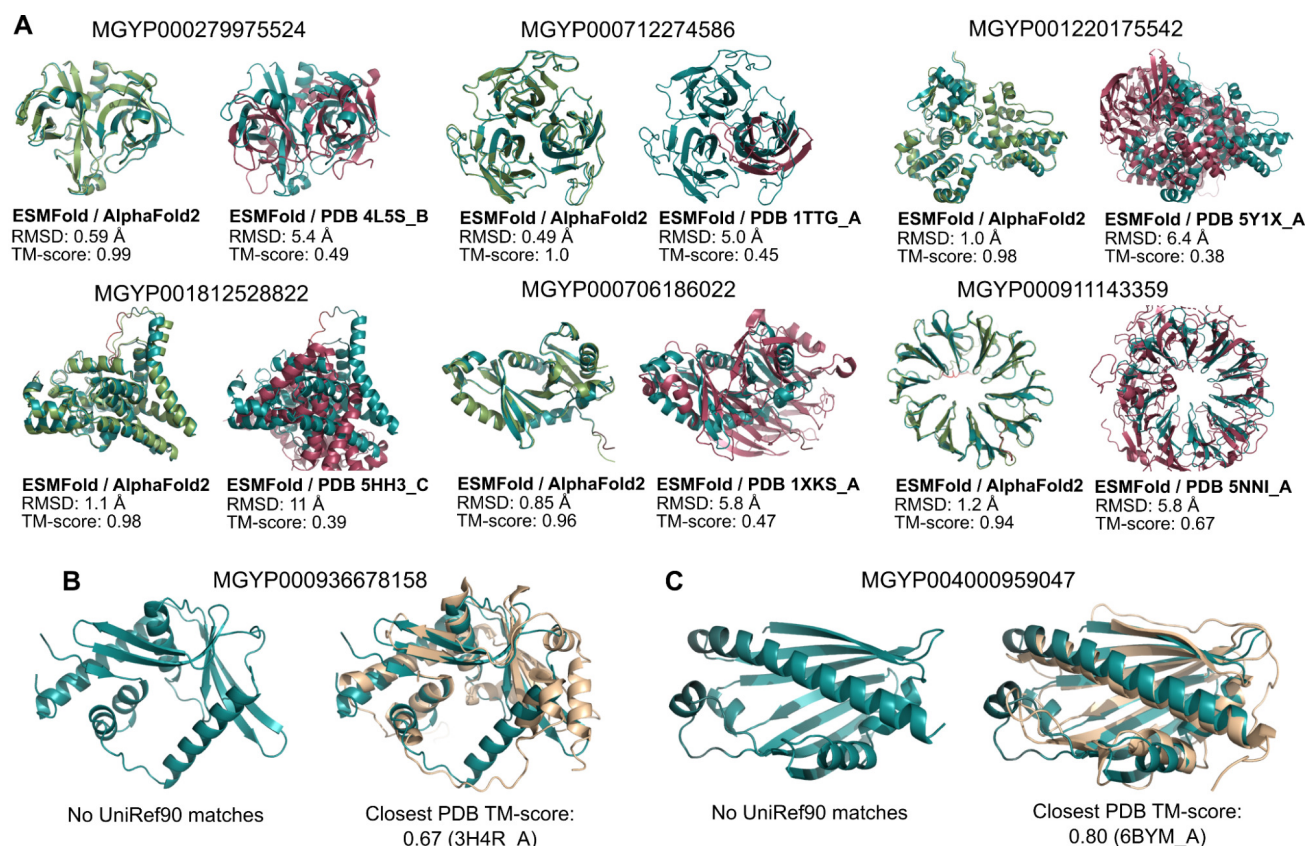 A
MGYP000279975524
MGYP000712274586
MGYP001220175542
ESMFold / AlphaFold2
RMSD: 0.59 Å
TM-score: 0.99
ESMFold / PDB 4L5S_B
RMSD: 5.4 Å
TM-score: 0.49
ESMFold / AlphaFold2
RMSD: 0.49 Å
TM-score: 1.0
ESMFold / PDB 1TTG_A
RMSD: 5.0 Å
TM-score: 0.45
ESMFold / AlphaFold2
RMSD: 1.0 Å
TM-score: 0.98
ESMFold / PDB 5Y1X_A
RMSD: 6.4 Å
TM-score: 0.38
MGYP001812528822
MGYP000706186022
MGYP000911143359
ESMFold / AlphaFold2
RMSD: 1.1 Å
TM-score: 0.98
ESMFold / PDB 5HH3_C
RMSD: 11 Å
TM-score: 0.39
ESMFold / AlphaFold2
RMSD: 0.85 Å
TM-score: 0.96
ESMFold / PDB 1XKS_A
RMSD: 5.8 Å
TM-score: 0.47
ESMFold / AlphaFold2
RMSD: 1.2 Å
TM-score: 0.94
ESMFold / PDB 5NNI_A
RMSD: 5.8 Å
TM-score: 0.67
B
MGYP000936678158
No UniRef90 matches
Closest PDB TM-score:
0.67 (3H4R_A)
C
MGYP004000959047
No UniRef90 matches
Closest PDB TM-score:
0.80 (6BYM_A)